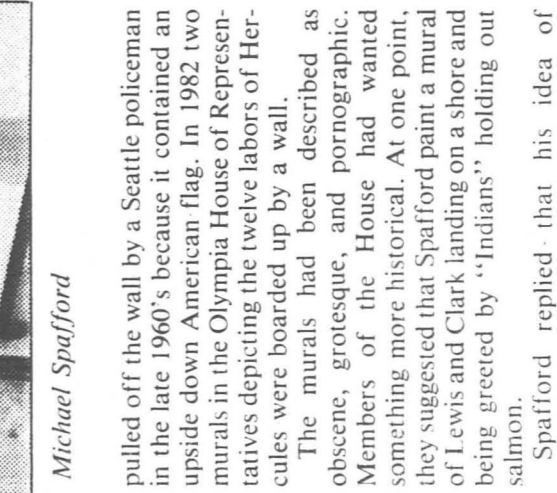 Michael Spafford
pulled off the wall by a Seattle policeman
in the late 1960's because it contained an
upside down American flag. In 1982 two
murals in the Olympia House of Represen-
tatives depicting the twelve labors of Her-
cules were boarded up by a wall.
The murals had been described as
obscene, grotesque, and pornographic.
Members of the House had wanted
something more historical. At one point,
they suggested that Spafford paint a mural
of Lewis and Clark landing on a shore and
being greeted by "Indians" holding out
salmon.
Spafford replied that his idea of